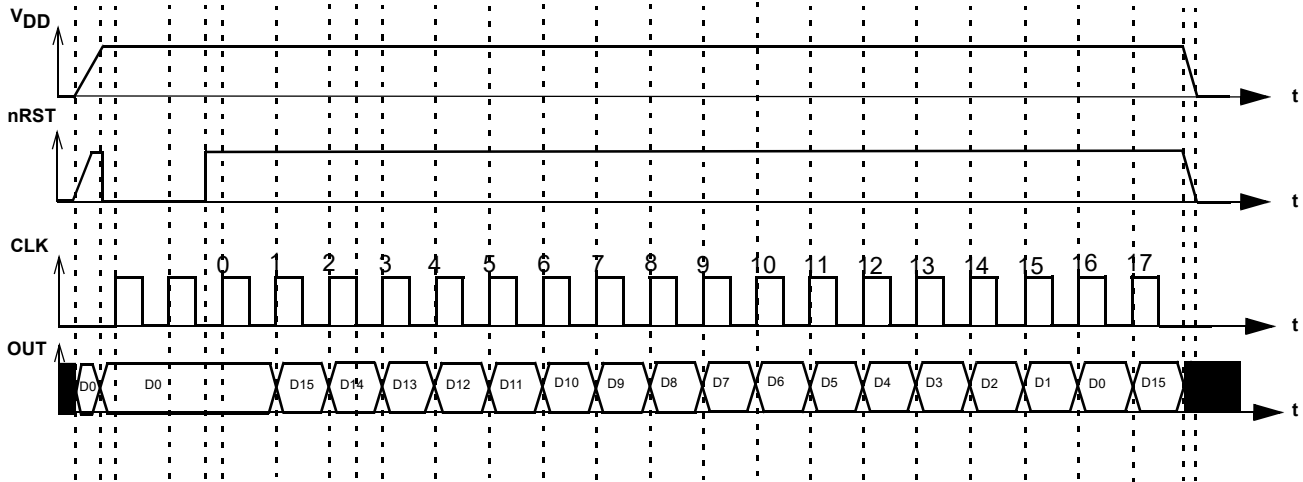 VDD
t
nRST
t
CLK
0 1 2 3 4 5 6 7 8 9 10 11 12 13 14 15 16 17
t
OUT
D0 D0 D15 D14 D13 D12 D11 D10 D9 D8 D7 D6 D5 D4 D3 D2 D1 D0 D15
t